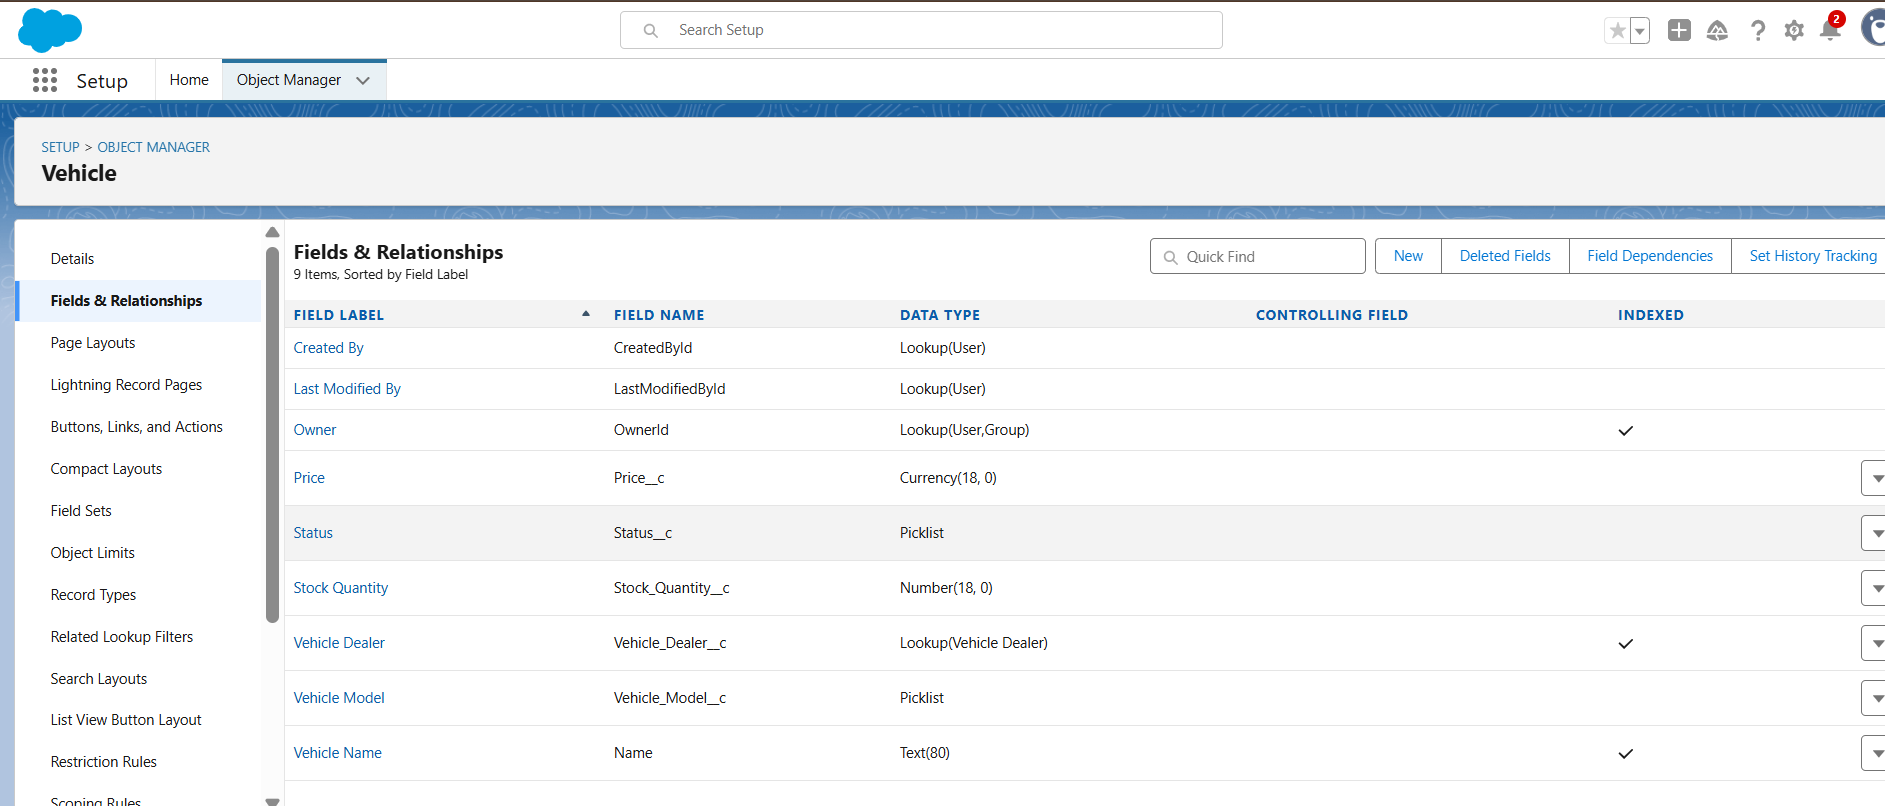 Search Setup
2
Setup
Home
Object Manager
SETUP > OBJECT MANAGER
Vehicle
Details
Fields & Relationships
Page Layouts
Lightning Record Pages
Buttons, Links, and Actions
Compact Layouts
Field Sets
Object Limits
Record Types
Related Lookup Filters
Search Layouts
List View Button Layout
Restriction Rules
Scoping Rules
Fields & Relationships
9 Items, Sorted by Field Label
Quick Find
New
Deleted Fields
Field Dependencies
Set History Tracking
FIELD LABEL FIELD NAME DATA TYPE CONTROLLING FIELD INDEXED
Created By CreatedById Lookup(User)
Last Modified By LastModifiedById Lookup(User)
Owner OwnerId Lookup(User,Group)
Price Price__c Currency(18, 0)
Status Status__c Picklist
Stock Quantity Stock_Quantity__c Number(18, 0)
Vehicle Dealer Vehicle_Dealer__c Lookup(Vehicle Dealer)
Vehicle Model Vehicle_Model__c Picklist
Vehicle Name Name Text(80)